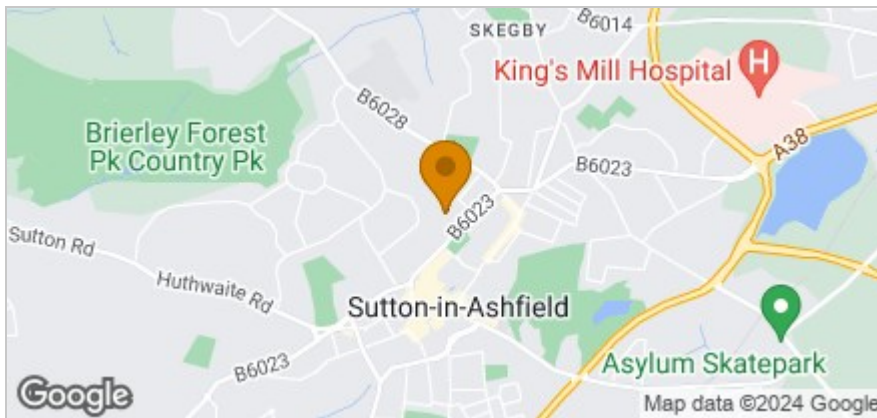 SKEGBY
B6014
King's Mill Hospital
H
B6028
Brierley Forest
Pk Country Pk
A38
B6023
B6023
Sutton Rd
Huthwaite Rd
Sutton-in-Ashfield
B6023
Asylum Skatepark
Google
Map data ©2024 Google